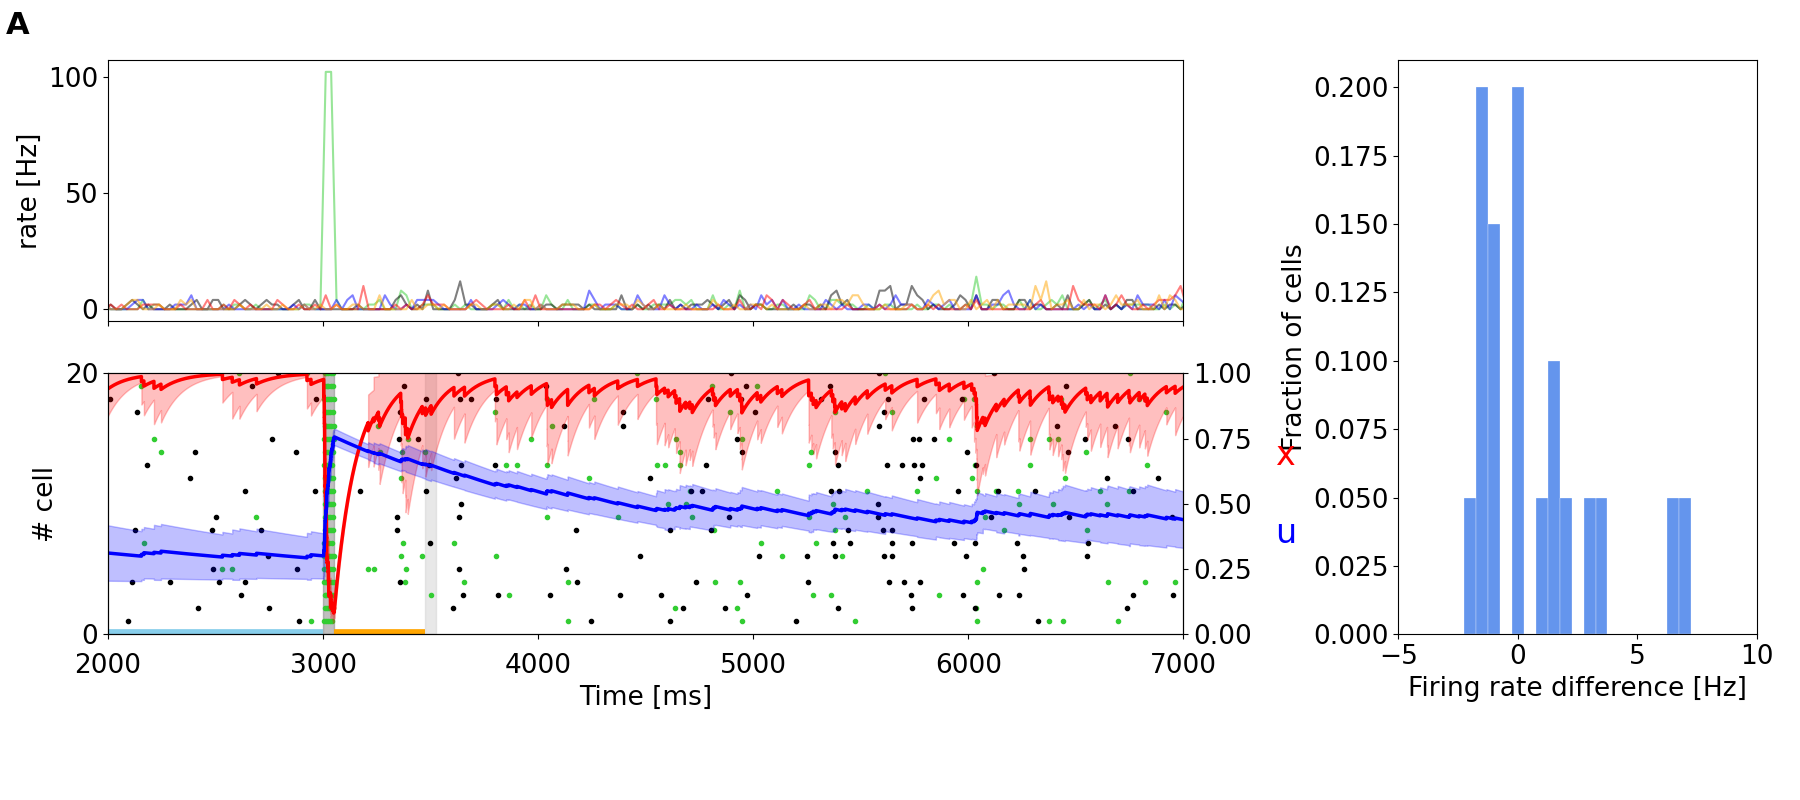 A
rate [Hz]
100
50
0
# cell
20
0
1.00
0.75
0.50
0.25
0.00
x
u
2000 3000 4000 5000 6000 7000
Time [ms]
Fraction of cells
0.200
0.175
0.150
0.125
0.100
0.075
0.050
0.025
0.000
−5 0 5 10
Firing rate difference [Hz]